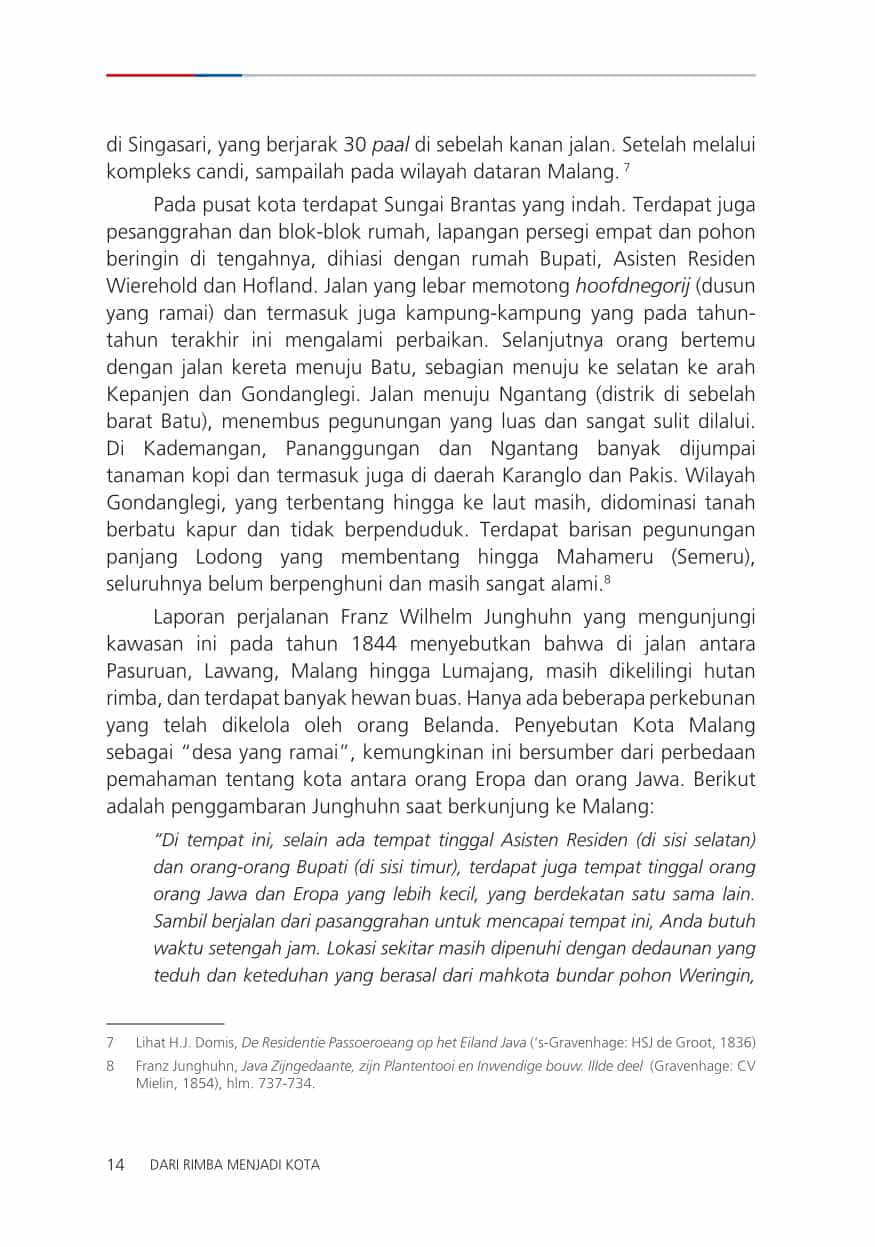 di Singasari, yang berjarak 30 paal di sebelah kanan jalan. Setelah melalui
kompleks candi, sampailah pada wilayah dataran Malang. 7
Pada pusat kota terdapat Sungai Brantas yang indah. Terdapat juga
pesanggrahan dan blok-blok rumah, lapangan persegi empat dan pohon
beringin di tengahnya, dihiasi dengan rumah Bupati, Asisten Residen
Wierehold dan Hofland. Jalan yang lebar memotong hoofdnegorij (dusun
yang ramai) dan termasuk juga kampung-kampung yang pada tahun-
tahun terakhir ini mengalami perbaikan. Selanjutnya orang bertemu
dengan jalan kereta menuju Batu, sebagian menuju ke selatan ke arah
Kepanjen dan Gondanglegi. Jalan menuju Ngantang (distrik di sebelah
barat Batu), menembus pegunungan yang luas dan sangat sulit dilalui.
Di Kademangan, Pananggungan dan Ngantang banyak dijumpai
tanaman kopi dan termasuk juga di daerah Karanglo dan Pakis. Wilayah
Gondanglegi, yang terbentang hingga ke laut masih, didominasi tanah
berbatu kapur dan tidak berpenduduk. Terdapat barisan pegunungan
panjang Lodong yang membentang hingga Mahameru (Semeru),
seluruhnya belum berpenghuni dan masih sangat alami.8
Laporan perjalanan Franz Wilhelm Junghuhn yang mengunjungi
kawasan ini pada tahun 1844 menyebutkan bahwa di jalan antara
Pasuruan, Lawang, Malang hingga Lumajang, masih dikelilingi hutan
rimba, dan terdapat banyak hewan buas. Hanya ada beberapa perkebunan
yang telah dikelola oleh orang Belanda. Penyebutan Kota Malang
sebagai “desa yang ramai”, kemungkinan ini bersumber dari perbedaan
pemahaman tentang kota antara orang Eropa dan orang Jawa. Berikut
adalah penggambaran Junghuhn saat berkunjung ke Malang:
“Di tempat ini, selain ada tempat tinggal Asisten Residen (di sisi selatan)
dan orang-orang Bupati (di sisi timur), terdapat juga tempat tinggal orang
orang Jawa dan Eropa yang lebih kecil, yang berdekatan satu sama lain.
Sambil berjalan dari pasanggrahan untuk mencapai tempat ini, Anda butuh
waktu setengah jam. Lokasi sekitar masih dipenuhi dengan dedaunan yang
teduh dan keteduhan yang berasal dari mahkota bundar pohon Weringin,
7 Lihat H.J. Domis, De Residentie Passoeroeang op het Eiland Java (‘s-Gravenhage: HSJ de Groot, 1836)
8 Franz Junghuhn, Java Zijngedaante, zijn Plantentooi en Inwendige bouw. IIIde deel (Gravenhage: CV
Mielin, 1854), hlm. 737-734.
14 DARI RIMBA MENJADI KOTA